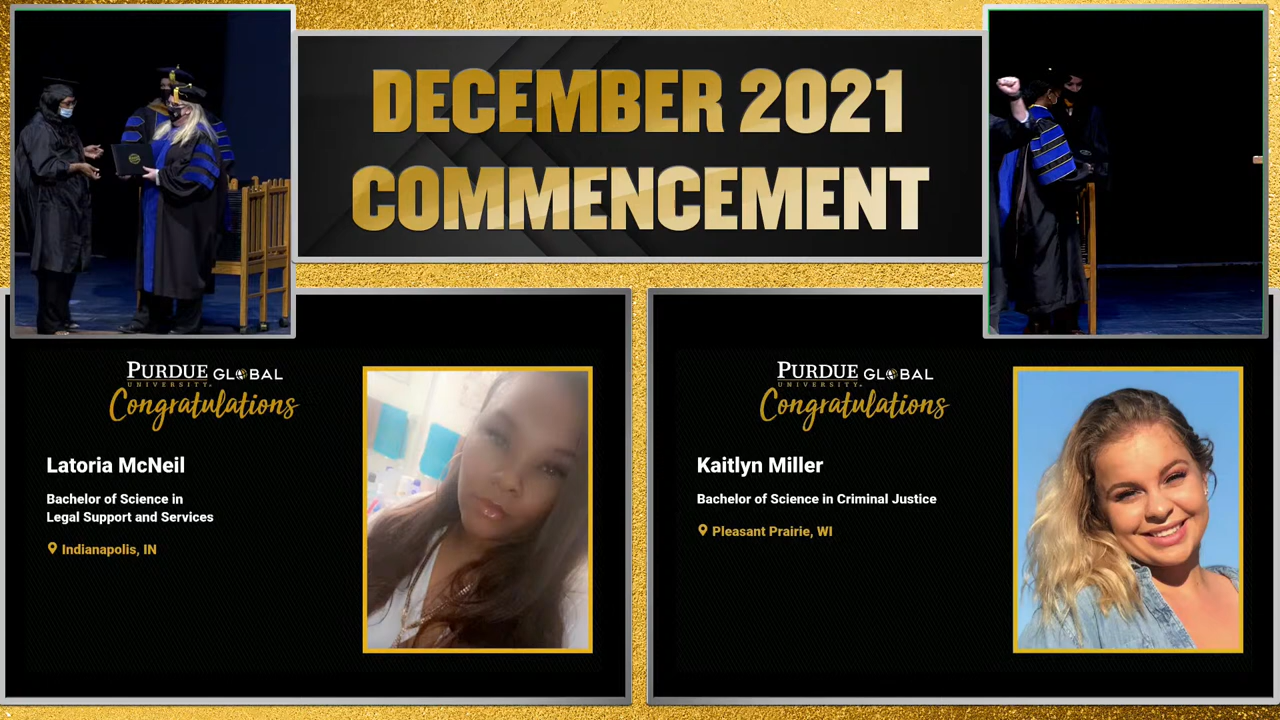 DECEMBER 2021
COMMENCEMENT
PURDUE GLOBAL
UNIVERSITY®
Congratulations
Latoria McNeil
Bachelor of Science in
Legal Support and Services
Indianapolis, IN
PURDUE GLOBAL
UNIVERSITY®
Congratulations
Kaitlyn Miller
Bachelor of Science in Criminal Justice
Pleasant Prairie, WI